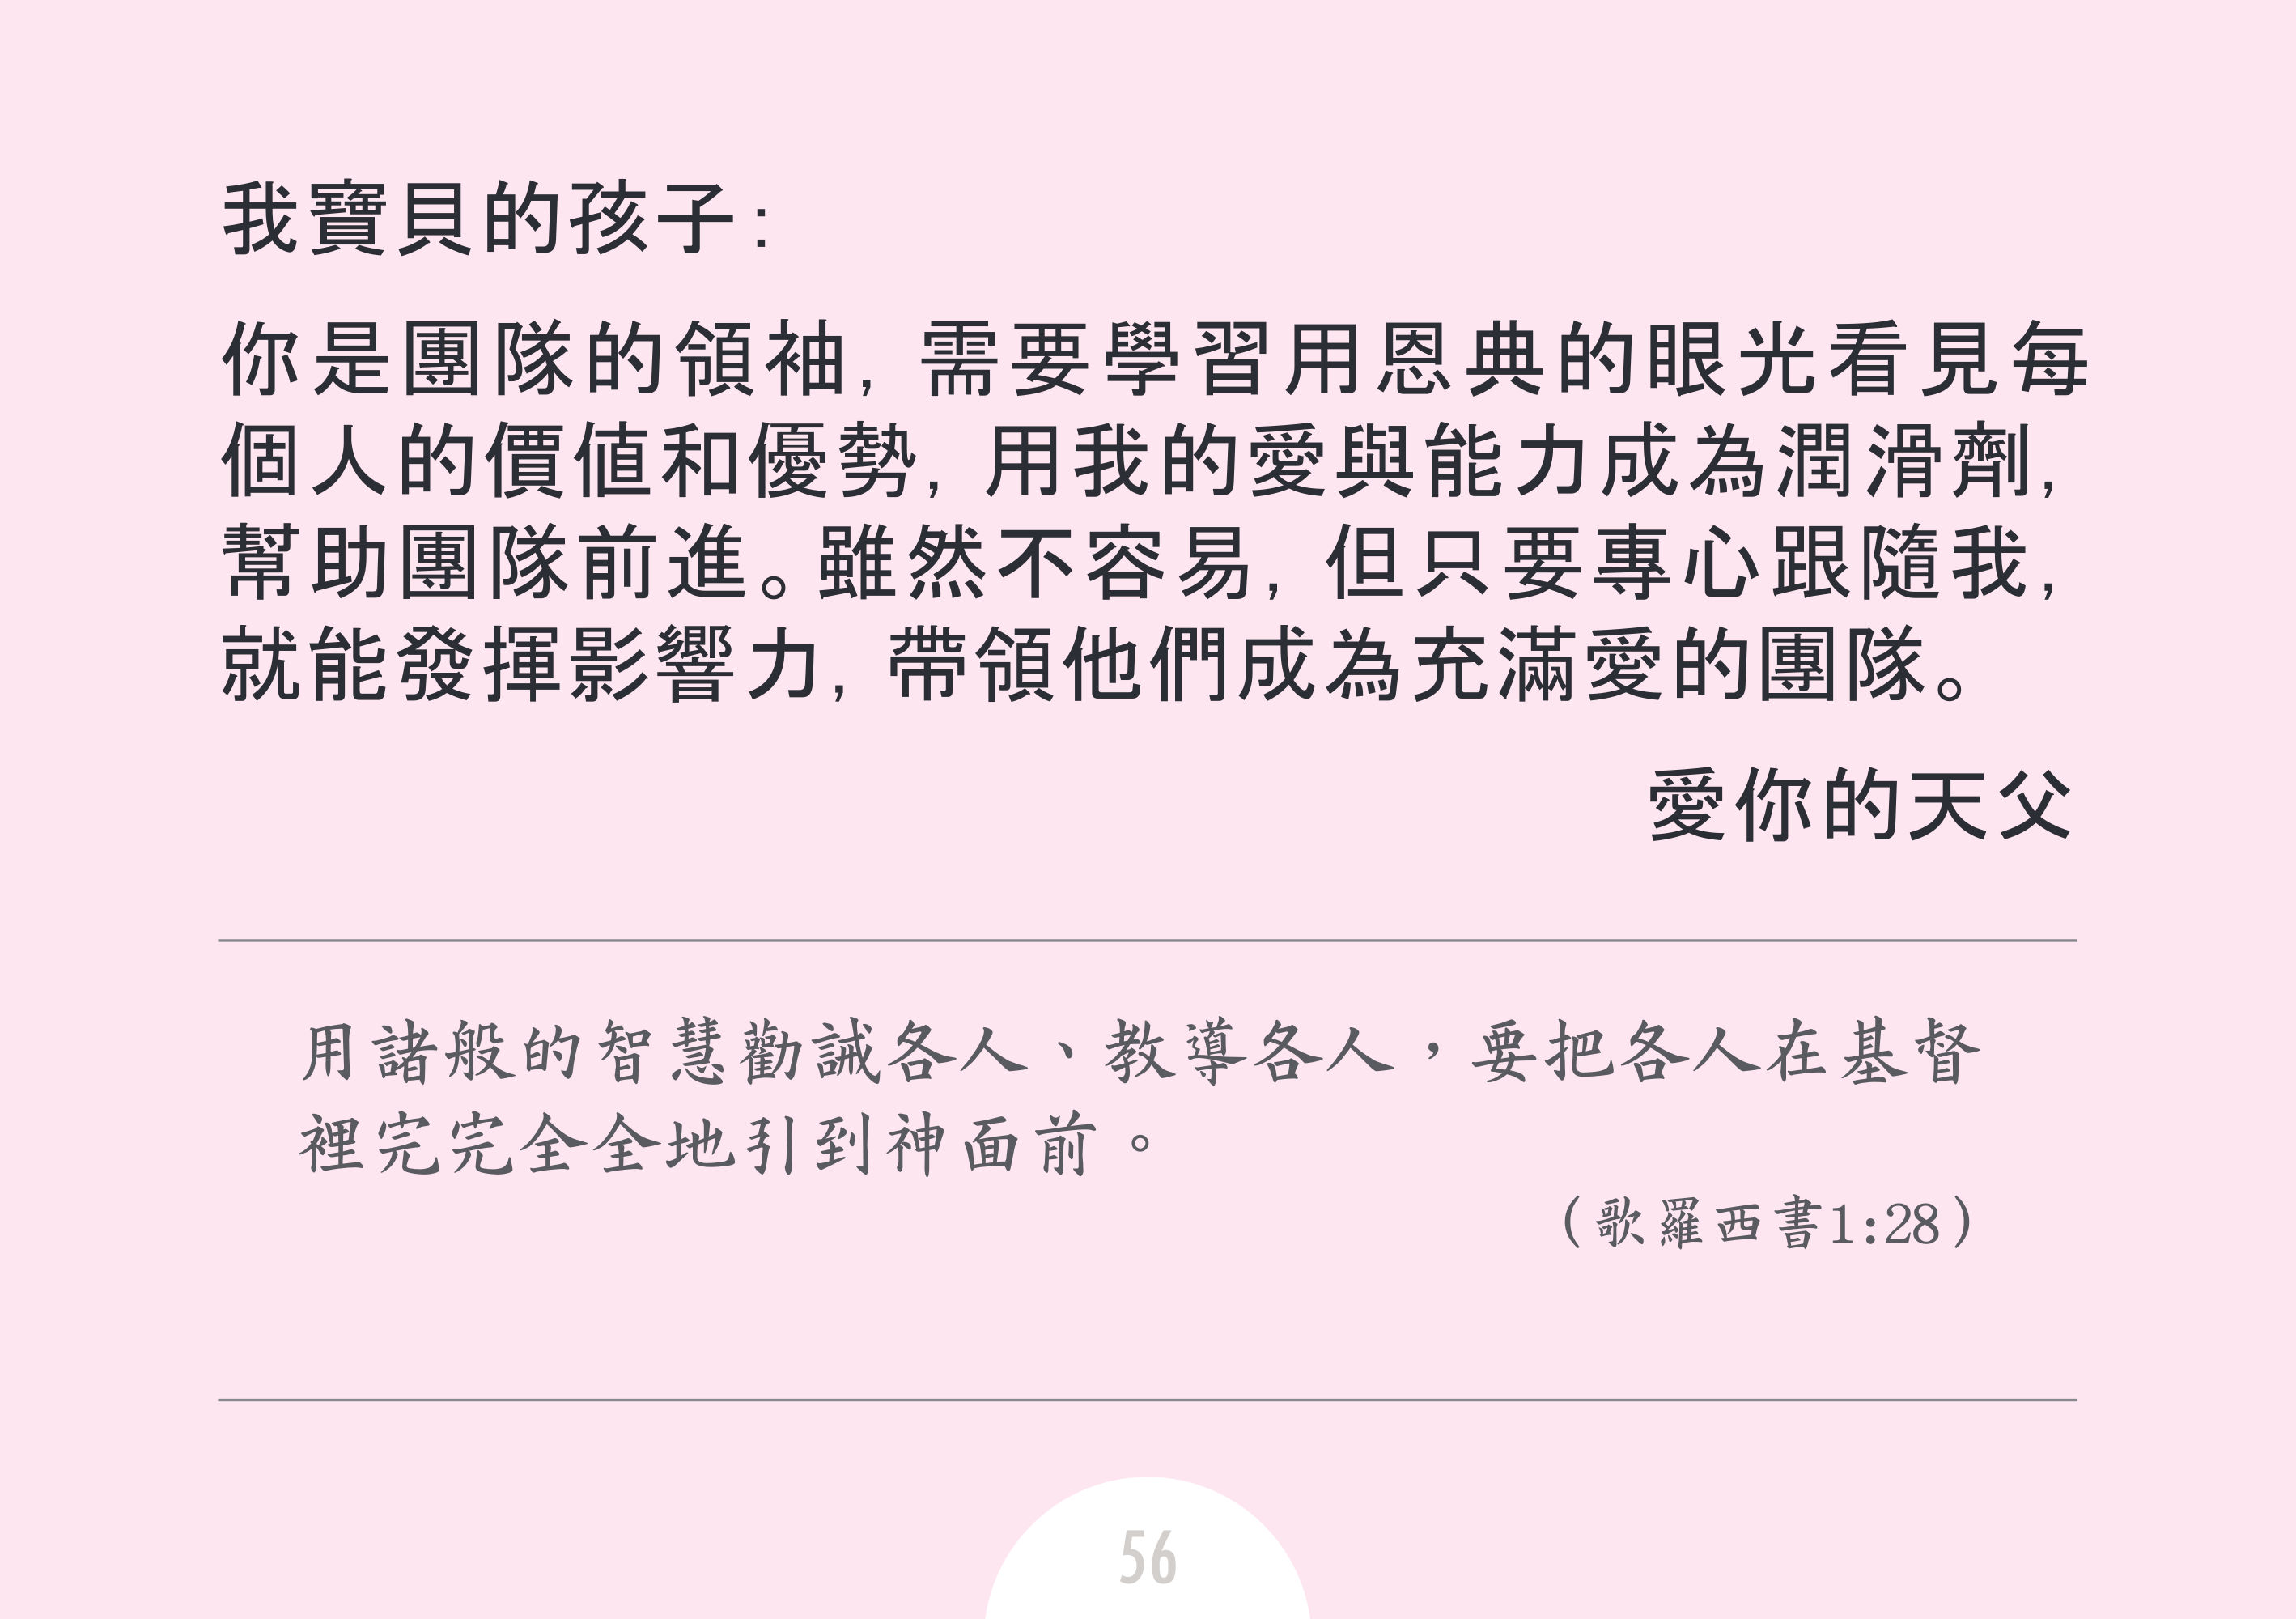 我寶貝的孩子：
你是團隊的領袖，需要學習用恩典的眼光看見每
個人的價值和優勢，用我的愛與能力成為潤滑劑，
幫助團隊前進。雖然不容易，但只要專心跟隨我，
就能發揮影響力，帶領他們成為充滿愛的團隊。
愛你的天父
用諸般的智慧勸誡各人、教導各人，要把各人在基督
裡完完全全地引到神面前。
（歌羅西書1:28）
56